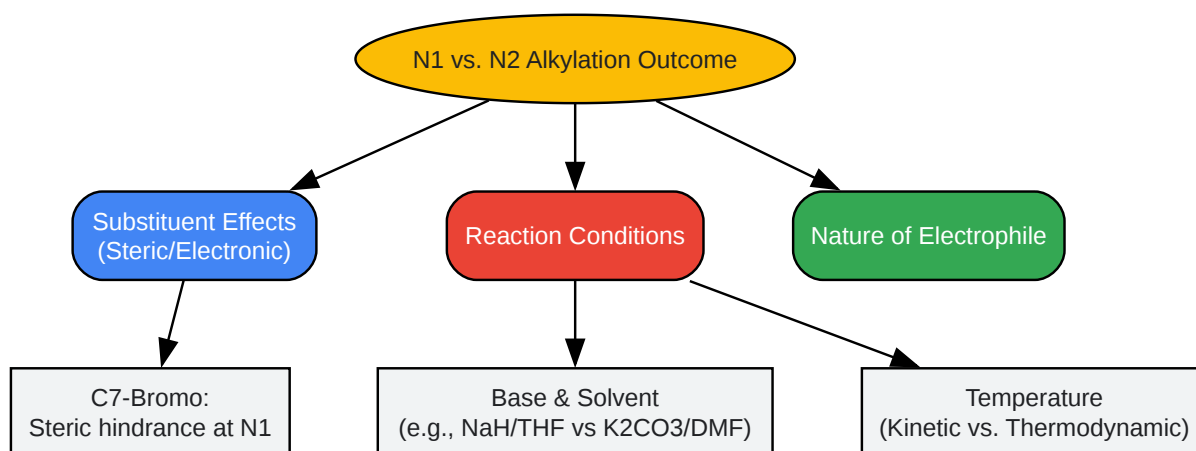 N1 vs. N2 Alkylation Outcome
Substituent Effects
(Steric/Electronic)
Reaction Conditions
Nature of Electrophile
C7-Bromo:
Steric hindrance at N1
Base & Solvent
(e.g., NaH/THF vs K2CO3/DMF)
Temperature
(Kinetic vs. Thermodynamic)